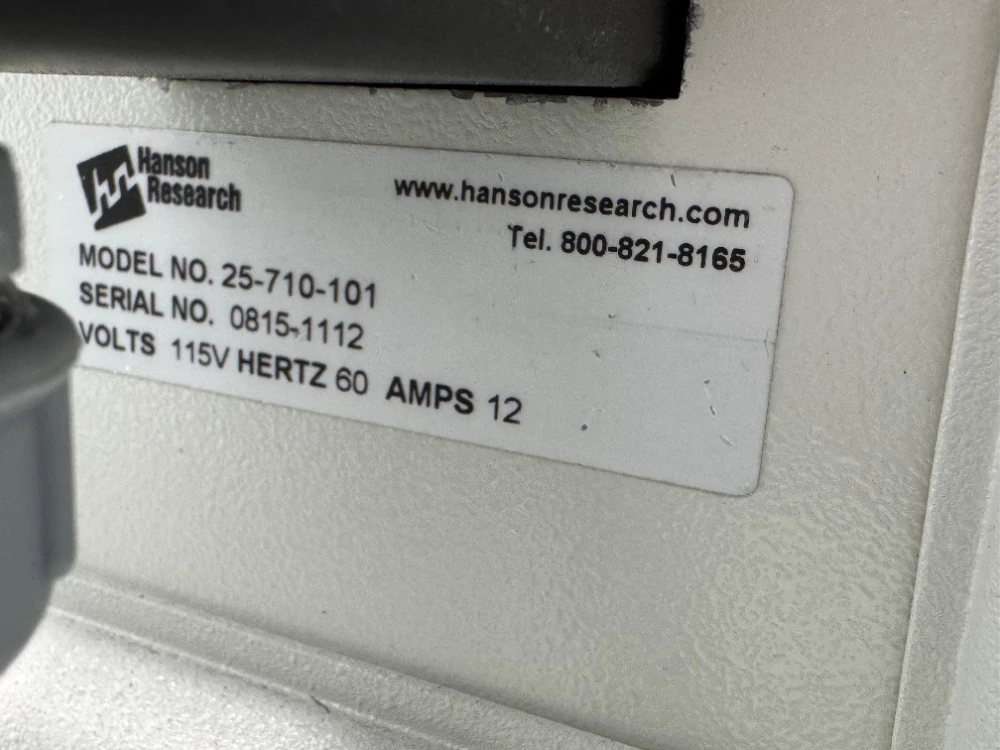 Hanson
Research
www.hansonresearch.com
Tel. 800-821-8165
MODEL NO. 25-710-101
SERIAL NO. 0815-1112
VOLTS 115V HERTZ 60 AMPS 12